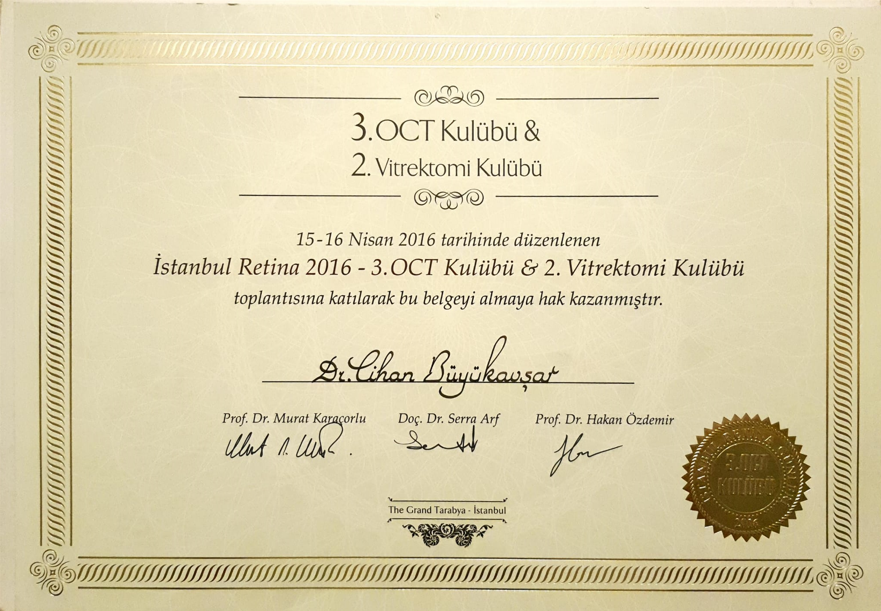 3.OCT Kulübü &
2. Vitrektomi Kulübü
15-16 Nisan 2016 tarihinde düzenlenen
İstanbul Retina 2016 - 3.OCT Kulübü & 2. Vitrektomi Kulübü
toplantısına katılarak bu belgeyi almaya hak kazanmıştır.
Dr. Cihan Büyükavşar
Prof. Dr. Murat Karaçorlu Doç. Dr. Serra Arf Prof. Dr. Hakan Özdemir
3.OCT
KULÜBÜ
2016
The Grand Tarabya - İstanbul